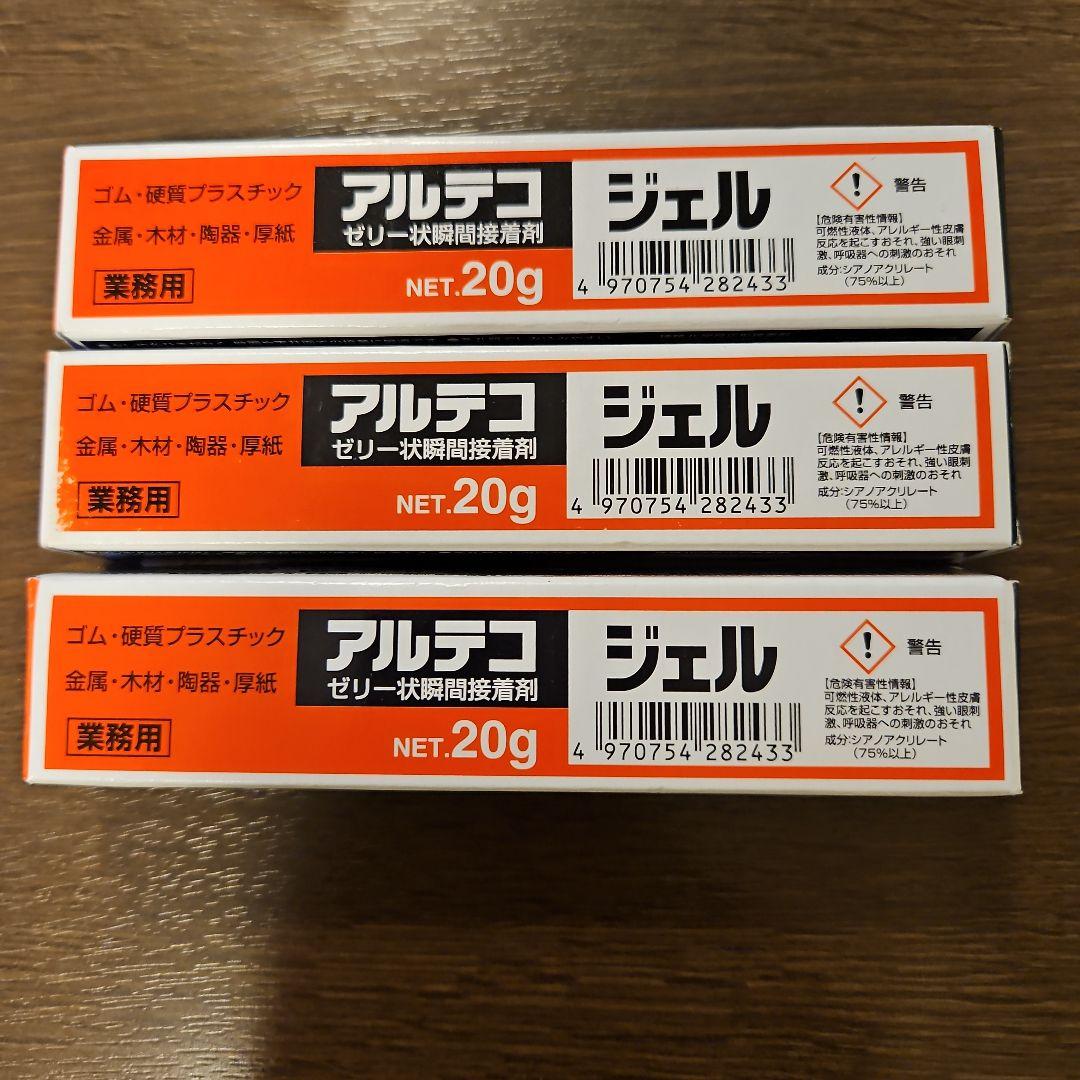 ゴム・硬質プラスチック
金属・木材・陶器・厚紙
業務用
アルテコ
ゼリー状瞬間接着剤
NET.20g
ジェル
4 970754 282433
警告
【危険有害性情報】
可燃性液体、アレルギー性皮膚
反応を起こすおそれ、強い眼刺
激、呼吸器への刺激のおそれ
成分:シアノアクリレート
(75%以上)
ゴム・硬質プラスチック
金属・木材・陶器・厚紙
業務用
アルテコ
ゼリー状瞬間接着剤
NET.20g
ジェル
4 970754 282433
警告
【危険有害性情報】
可燃性液体、アレルギー性皮膚
反応を起こすおそれ、強い眼刺
激、呼吸器への刺激のおそれ
成分:シアノアクリレート
(75%以上)
ゴム・硬質プラスチック
金属・木材・陶器・厚紙
業務用
アルテコ
ゼリー状瞬間接着剤
NET.20g
ジェル
4 970754 282433
警告
【危険有害性情報】
可燃性液体、アレルギー性皮膚
反応を起こすおそれ、強い眼刺
激、呼吸器への刺激のおそれ
成分:シアノアクリレート
(75%以上)